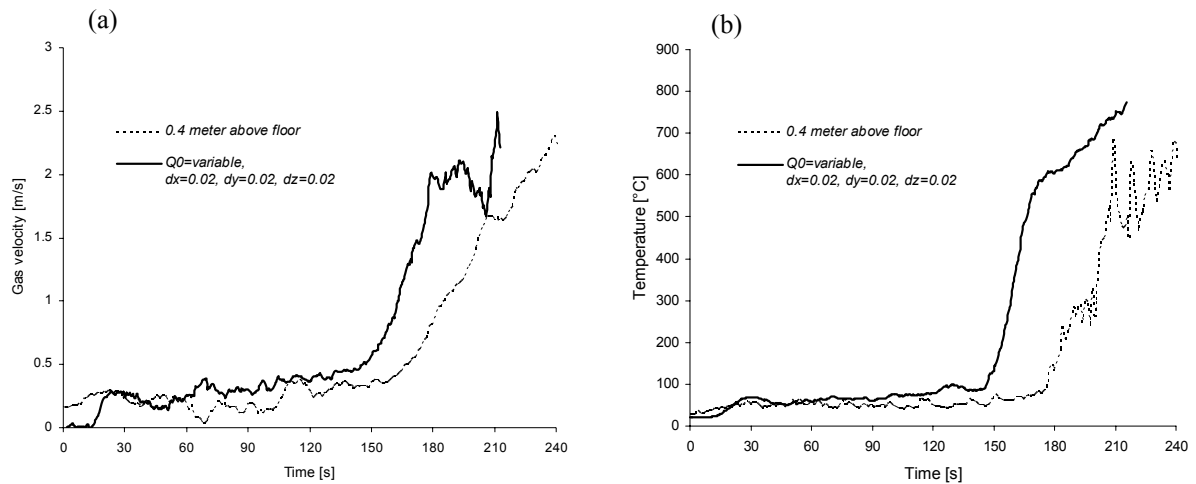 (a)
3
2.5
2
1.5
1
0.5
0
Gas velocity [m/s]
0.4 meter above floor
Q0=variable,
dx=0.02, dy=0.02, dz=0.02
0 30 60 90 120 150 180 210 240
Time [s]
(b)
900
800
700
600
500
400
300
200
100
0
Temperature [°C]
0.4 meter above floor
Q0=variable,
dx=0.02, dy=0.02, dz=0.02
0 30 60 90 120 150 180 210 240
Time [s]